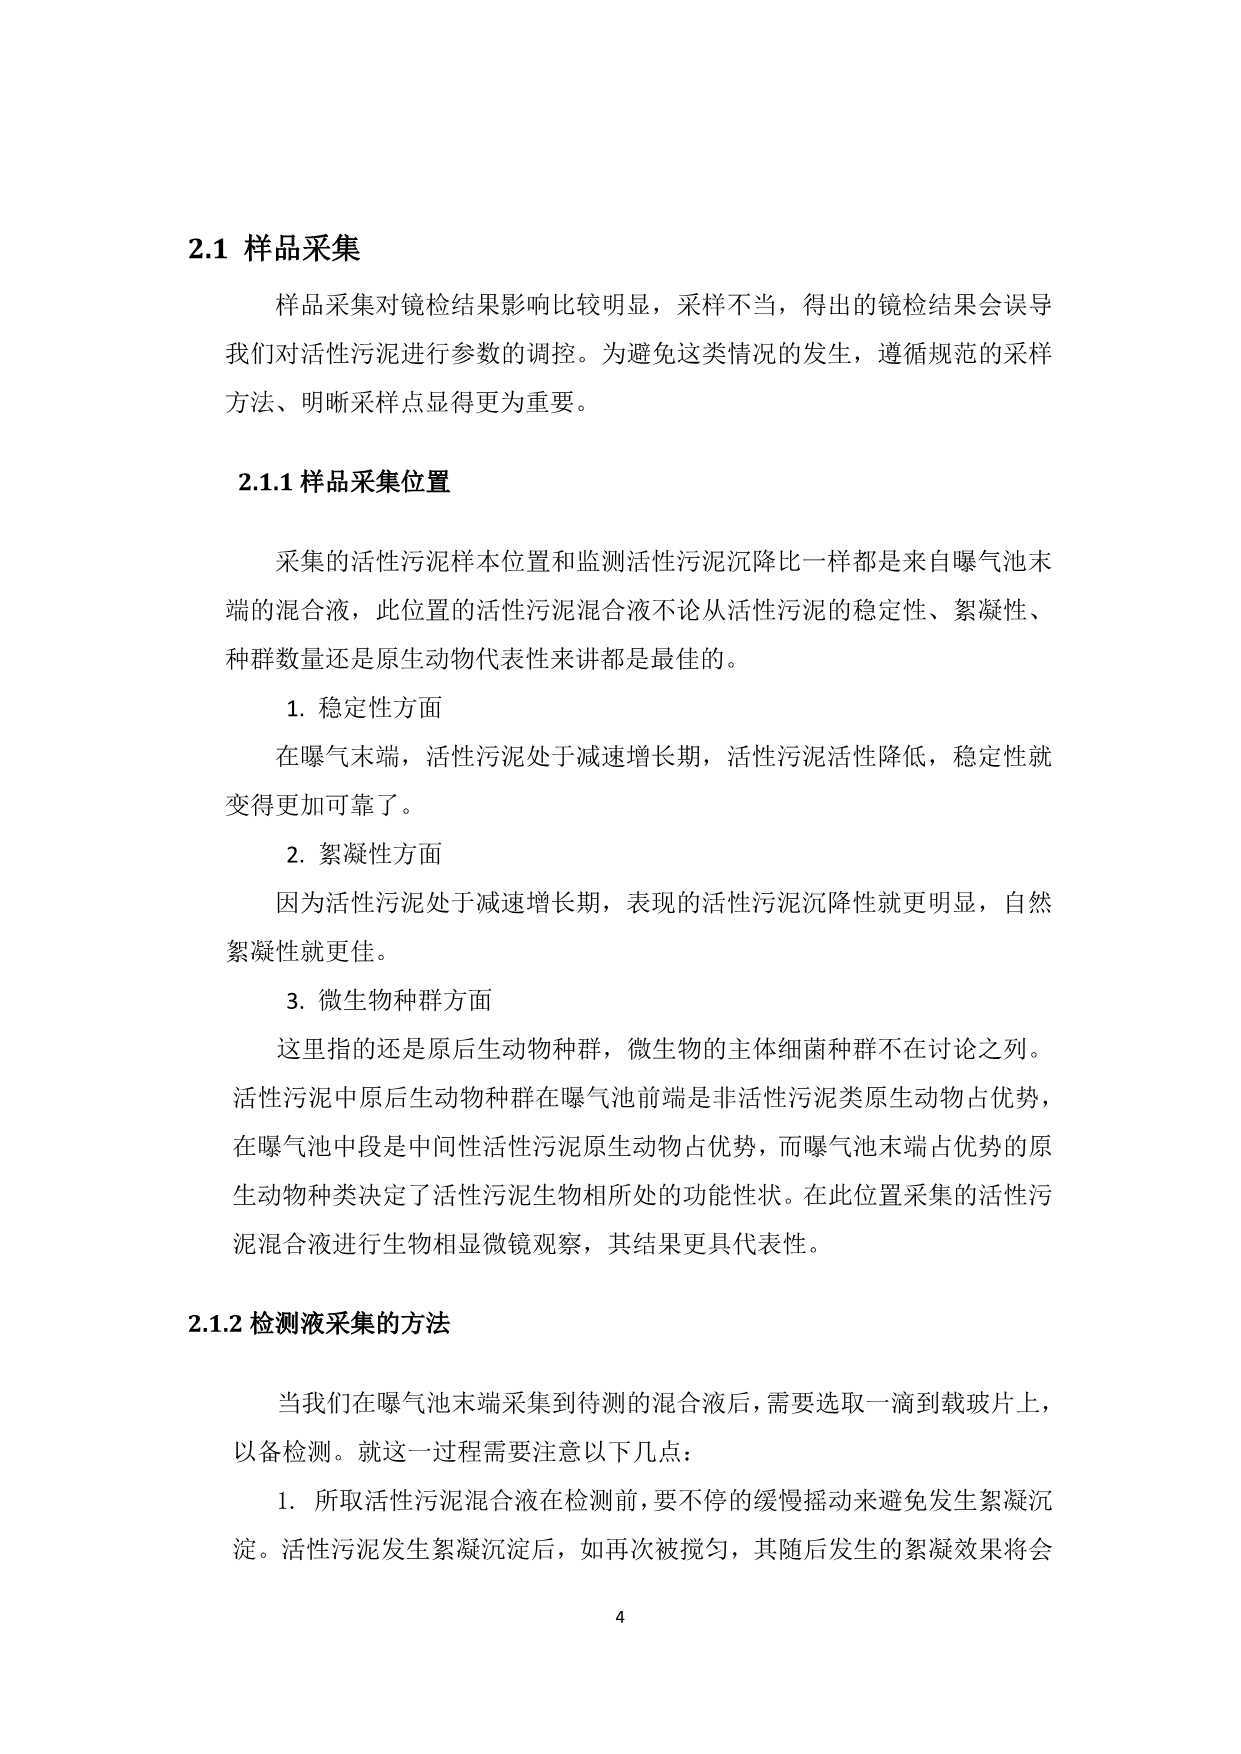 2.1 样品采集
样品采集对镜检结果影响比较明显，采样不当，得出的镜检结果会误导
我们对活性污泥进行参数的调控。为避免这类情况的发生，遵循规范的采样
方法、明晰采样点显得更为重要。
2.1.1 样品采集位置
采集的活性污泥样本位置和监测活性污泥沉降比一样都是来自曝气池末
端的混合液，此位置的活性污泥混合液不论从活性污泥的稳定性、絮凝性、
种群数量还是原生动物代表性来讲都是最佳的。
1. 稳定性方面
在曝气末端，活性污泥处于减速增长期，活性污泥活性降低，稳定性就
变得更加可靠了。
2. 絮凝性方面
因为活性污泥处于减速增长期，表现的活性污泥沉降性就更明显，自然
絮凝性就更佳。
3. 微生物种群方面
这里指的还是原后生动物种群，微生物的主体细菌种群不在讨论之列。
活性污泥中原后生动物种群在曝气池前端是非活性污泥类原生动物占优势，
在曝气池中段是中间性活性污泥原生动物占优势，而曝气池末端占优势的原
生动物种类决定了活性污泥生物相所处的功能性状。在此位置采集的活性污
泥混合液进行生物相显微镜观察，其结果更具代表性。
2.1.2 检测液采集的方法
当我们在曝气池末端采集到待测的混合液后，需要选取一滴到载玻片上，
以备检测。就这一过程需要注意以下几点：
1. 所取活性污泥混合液在检测前，要不停的缓慢摇动来避免发生絮凝沉
淀。活性污泥发生絮凝沉淀后，如再次被搅匀，其随后发生的絮凝效果将会
4